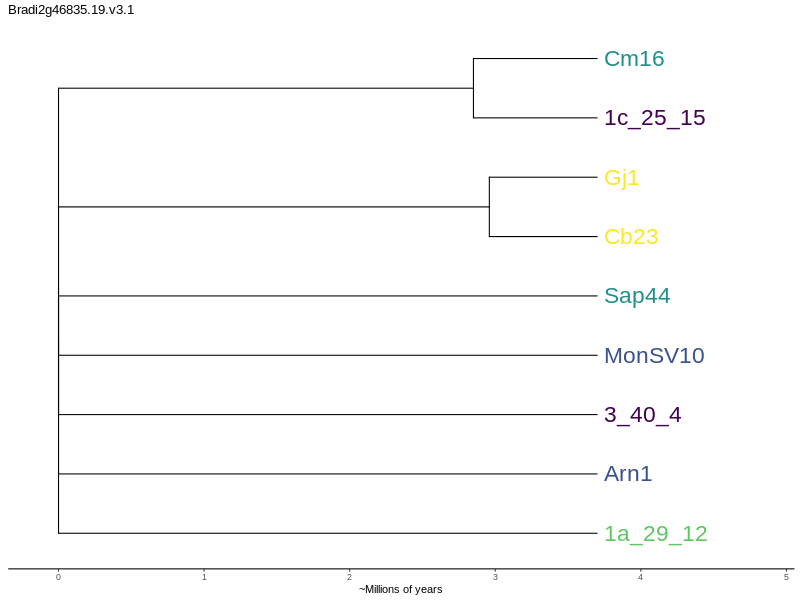 Bradi2g46835.19.v3.1
Cm16
1c_25_15
Gj1
Cb23
Sap44
MonSV10
3_40_4
Arn1
1a_29_12
0 1 2 3 4 5
~Millions of years